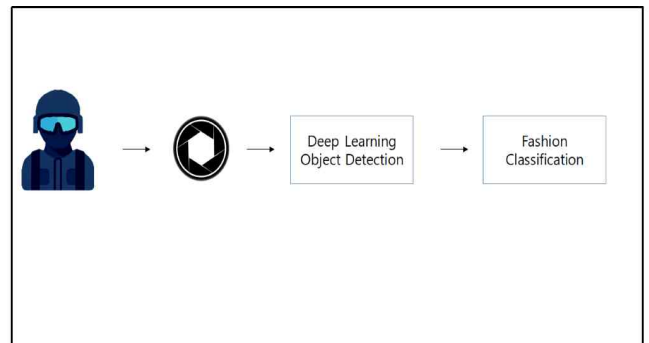 Deep Learning
Object Detection
Fashion
Classification